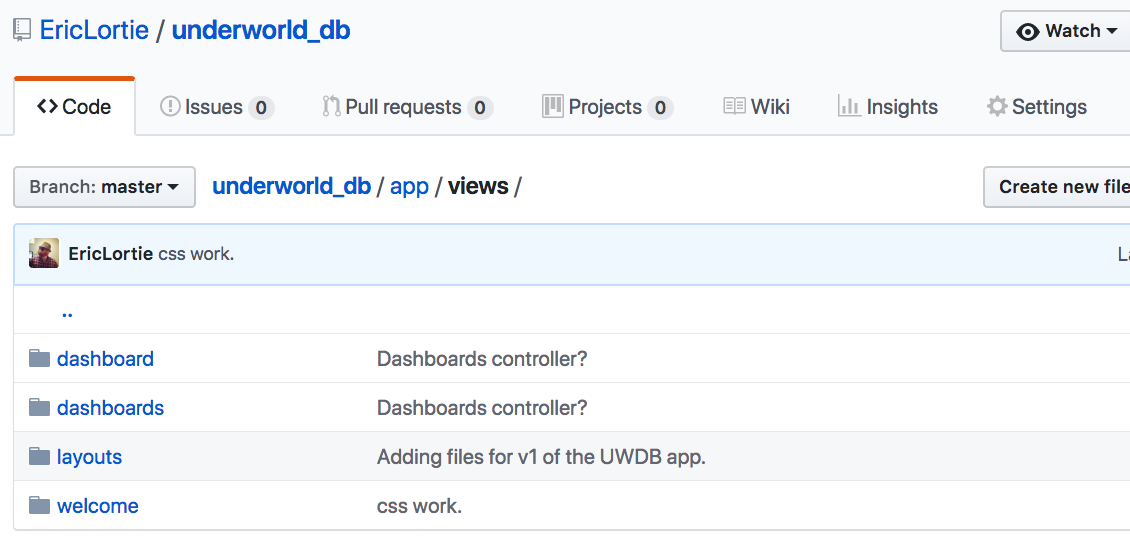 EricLortie / underworld_db
Watch
Code
Issues 0
Pull requests 0
Projects 0
Wiki
Insights
Settings
Branch: master
underworld_db / app / views /
Create new file
EricLortie css work.
La
..
dashboard Dashboards controller?
dashboards Dashboards controller?
layouts Adding files for v1 of the UWDB app.
welcome css work.